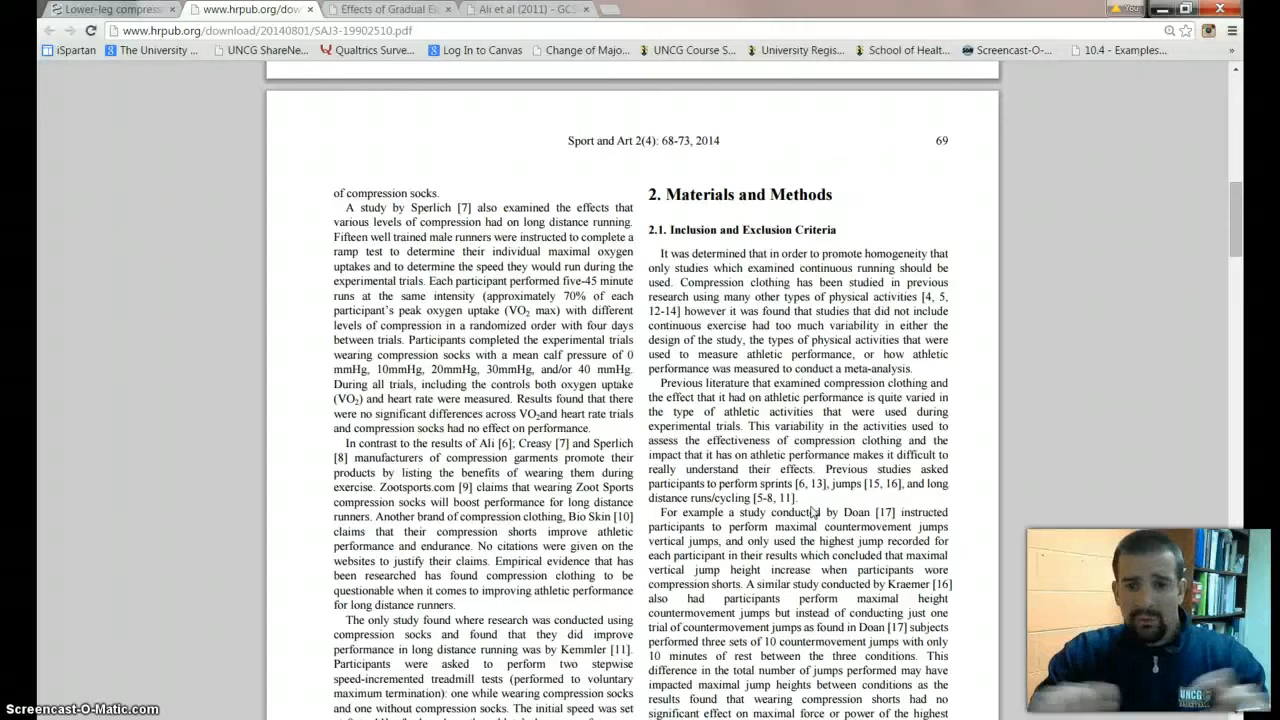 Lower-leg compress
www.hrpub.org/dow
Effects of Gradual E
Ali et al (2011) - GCS
You
www.hrpub.org/download/20140801/SAJ3-19902510.pdf
iSpartan
The University ...
UNCG ShareNe...
Qualtrics Surve...
Log In to Canvas
Change of Majo...
UNCG Course S...
University Regis...
School of Healt...
Screencast-O-...
10.4 - Examples...
Sport and Art 2(4): 68-73, 2014
69
of compression socks.
A study by Sperlich [7] also examined the effects that
various levels of compression had on long distance running.
Fifteen well trained male runners were instructed to complete a
ramp test to determine their individual maximal oxygen
uptakes and to determine the speed they would run during the
experimental trials. Each participant performed five-45 minute
runs at the same intensity (approximately 70% of each
participant's peak oxygen uptake (VO2 max) with different
levels of compression in a randomized order with four days
between trials. Participants completed the experimental trials
wearing compression socks with a mean calf pressure of 0
mmHg, 10mmHg, 20mmHg, 30mmHg, and/or 40 mmHg.
During all trials, including the controls both oxygen uptake
(VO2) and heart rate were measured. Results found that there
were no significant differences across VO2and heart rate trials
and compression socks had no effect on performance.
In contrast to the results of Ali [6]; Creasy [7] and Sperlich
[8] manufacturers of compression garments promote their
products by listing the benefits of wearing them during
exercise. Zootsports.com [9] claims that wearing Zoot Sports
compression socks will boost performance for long distance
runners. Another brand of compression clothing, Bio Skin [10]
claims that their compression shorts improve athletic
performance and endurance. No citations were given on the
websites to justify their claims. Empirical evidence that has
been researched has found compression clothing to be
questionable when it comes to improving athletic performance
for long distance runners.
The only study found where research was conducted using
compression socks and found that they did improve
performance in long distance running was by Kemmler [11].
Participants were asked to perform two stepwise
speed-incremented treadmill tests (performed to voluntary
maximum termination): one while wearing compression socks
and one without compression socks. The initial speed was set
2. Materials and Methods
2.1. Inclusion and Exclusion Criteria
It was determined that in order to promote homogeneity that
only studies which examined continuous running should be
used. Compression clothing has been studied in previous
research using many other types of physical activities [4, 5,
12-14] however it was found that studies that did not include
continuous exercise had too much variability in either the
design of the study, the types of physical activities that were
used to measure athletic performance, or how athletic
performance was measured to conduct a meta-analysis.
Previous literature that examined compression clothing and
the effect that it had on athletic performance is quite varied in
the type of athletic activities that were used during
experimental trials. This variability in the activities used to
assess the effectiveness of compression clothing and the
impact that it has on athletic performance makes it difficult to
really understand their effects. Previous studies asked
participants to perform sprints [6, 13], jumps [15, 16], and long
distance runs/cycling [5-8, 11].
For example a study conducted by Doan [17] instructed
participants to perform maximal countermovement jumps
vertical jumps, and only used the highest jump recorded for
each participant in their results which concluded that maximal
vertical jump height increase when participants wore
compression shorts. A similar study conducted by Kraemer [16]
also had participants perform maximal height
countermovement jumps but instead of conducting just one
trial of countermovement jumps as found in Doan [17] subjects
performed three sets of 10 countermovement jumps with only
10 minutes of rest between the three conditions. This
difference in the total number of jumps performed may have
impacted maximal jump heights between conditions as the
results found that wearing compression shorts had no
significant effect on maximal force or power of the highest
UNCG
BASKETBALL
Screencast-O-Matic.com